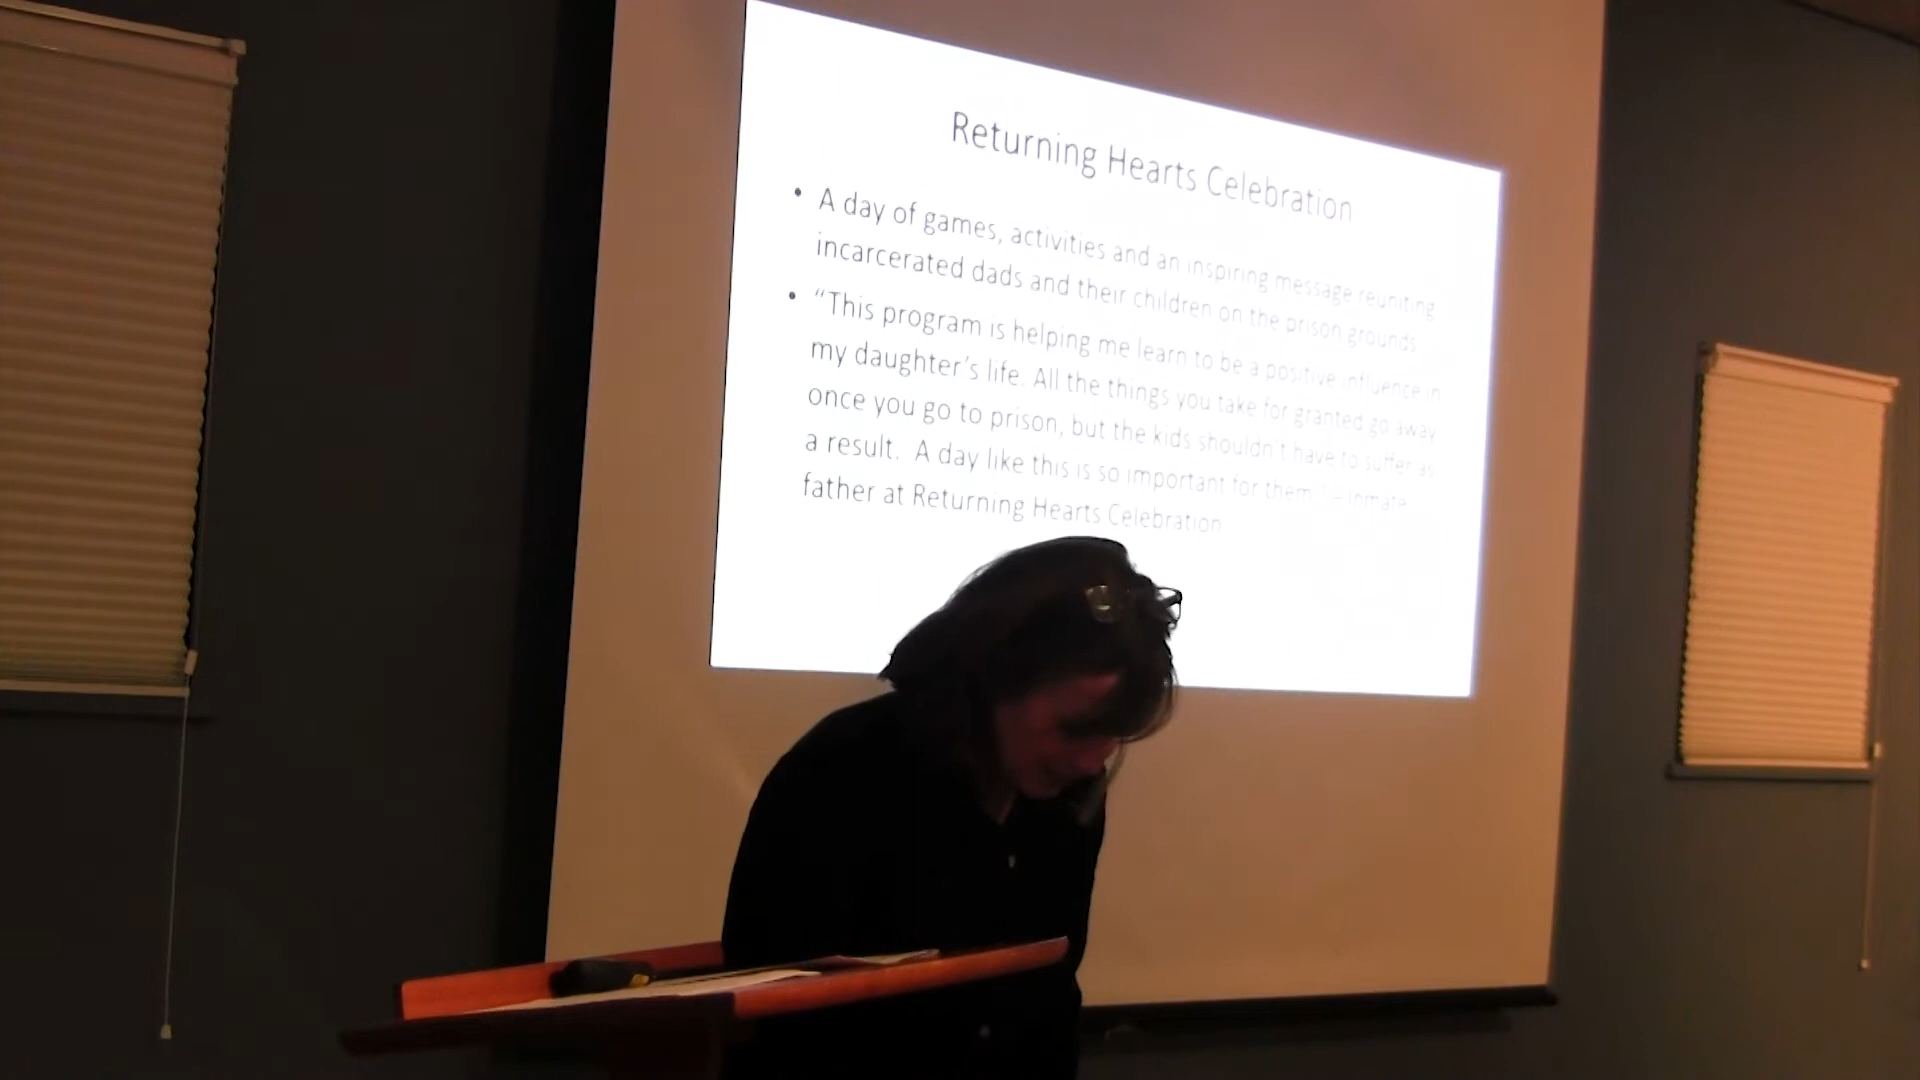 Returning Hearts Celebration
• A day of games, activities and an inspiring message reuniting
incarcerated dads and their children on the prison grounds
• “This program is helping me learn to be a positive influence in
my daughter's life. All the things you take for granted go away
once you go to prison, but the kids shouldn't have to suffer as
a result. A day like this is so important for them." – Inmate
father at Returning Hearts Celebration